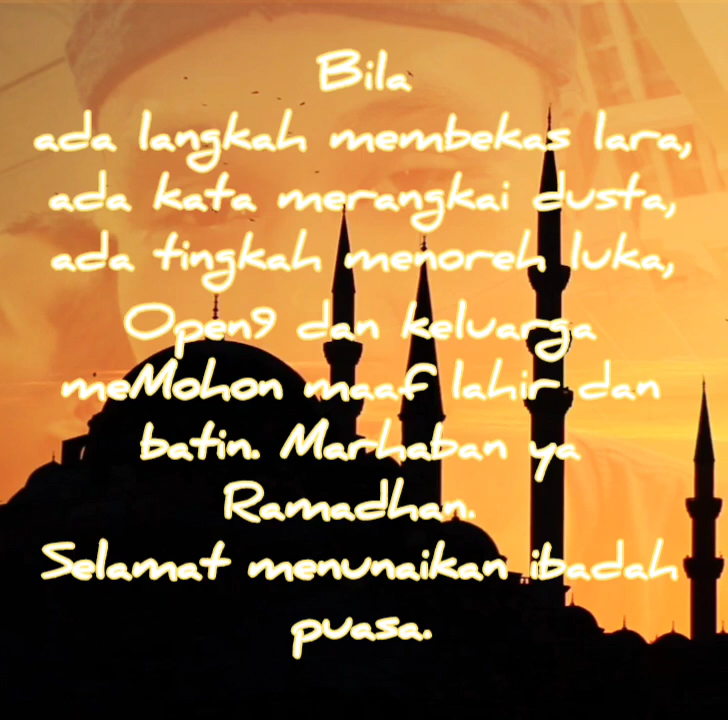 Bila
ada langkah membekas lara,
ada kata merangkai dusta,
ada tingkah menoreh luka,
Open9 dan keluarga
meMohon maaf lahir dan
batin. Marhaban ya
Ramadhan.
Selamat menunaikan ibadah
puasa.